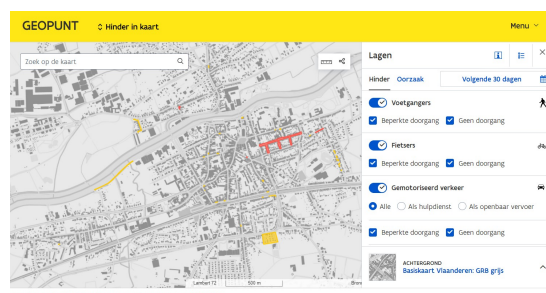 GEOPUNT
Hinder in kaart
Menu
Zoek op de kaart
Lambert 72
500 m
Lagen
Hinder Oorzaak
Volgende 30 dagen
Voetgangers
Beperkte doorgang Geen doorgang
Fietsers
Beperkte doorgang Geen doorgang
Gemotoriseerd verkeer
Alle Als hulpdienst Als openbaar vervoer
Beperkte doorgang Geen doorgang
ACHTERGROND
Basiskaart Vlaanderen: GRB grijs